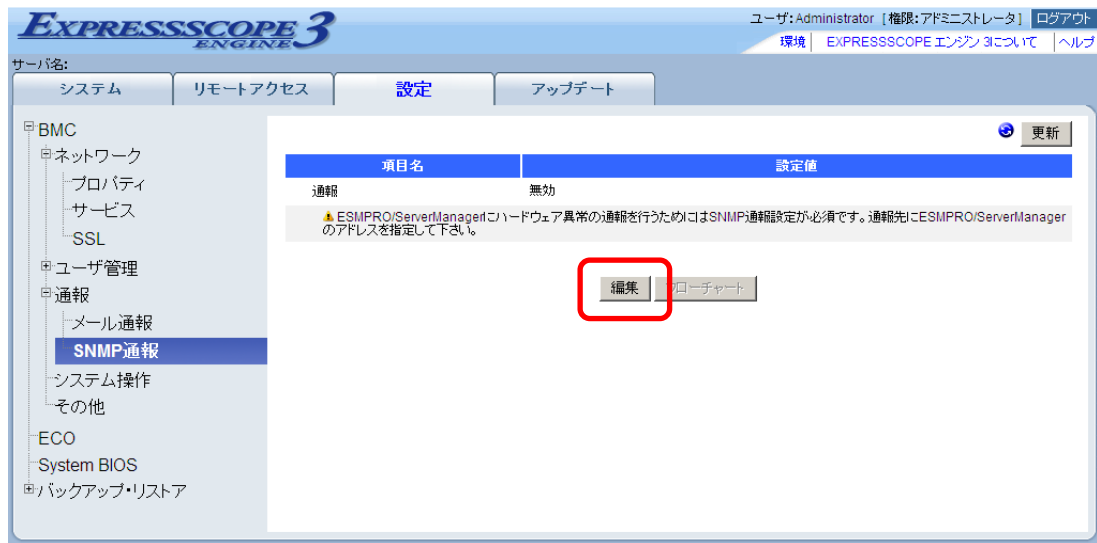 EXPRESSSCOPE 3
ENGINE
ユーザ:Administrator [権限:アドミニストレータ] ログアウト
環境 EXPRESSSCOPE エンジン 3について ヘルプ
サーバ名:
システム リモートアクセス 設定 アップデート
BMC
ネットワーク
プロパティ
サービス
SSL
ユーザ管理
通報
メール通報
SNMP通報
システム操作
その他
ECO
System BIOS
バックアップ・リストア
更新
項目名 設定値
通報 無効
ESMPRO/ServerManagerにハードウェア異常の通報を行うためにはSNMP通報設定が必須です。通報先にESMPRO/ServerManager
のアドレスを指定して下さい。
編集 フローチャート